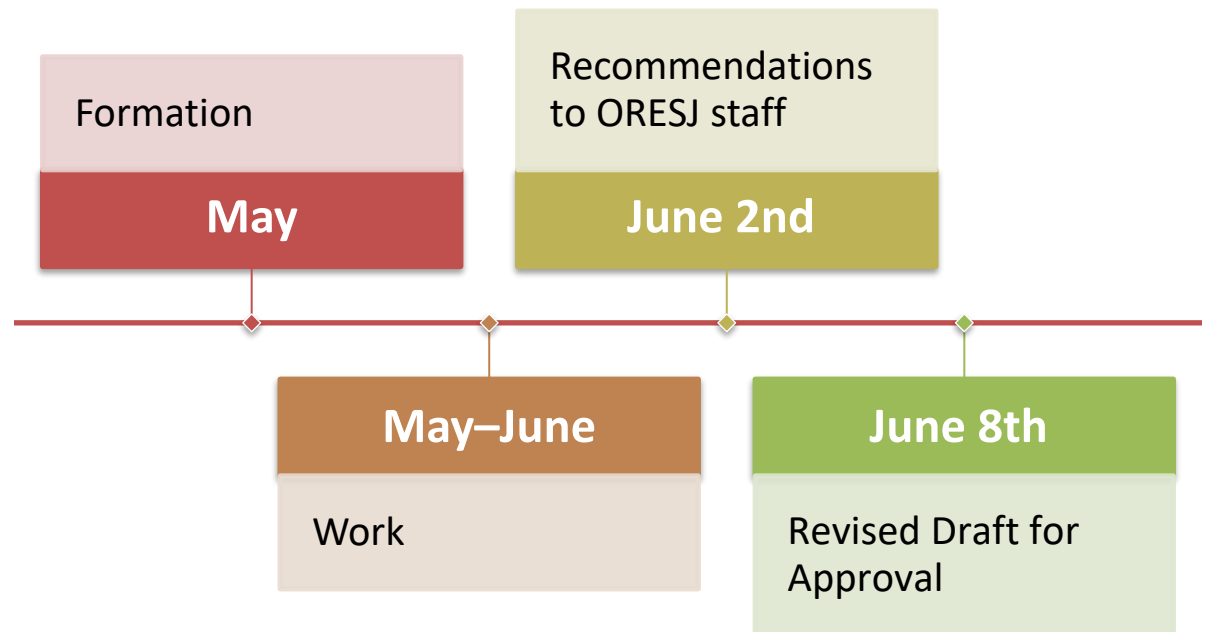 Formation
May
May–June
Work
Recommendations
to ORESJ staff
June 2nd
June 8th
Revised Draft for
Approval